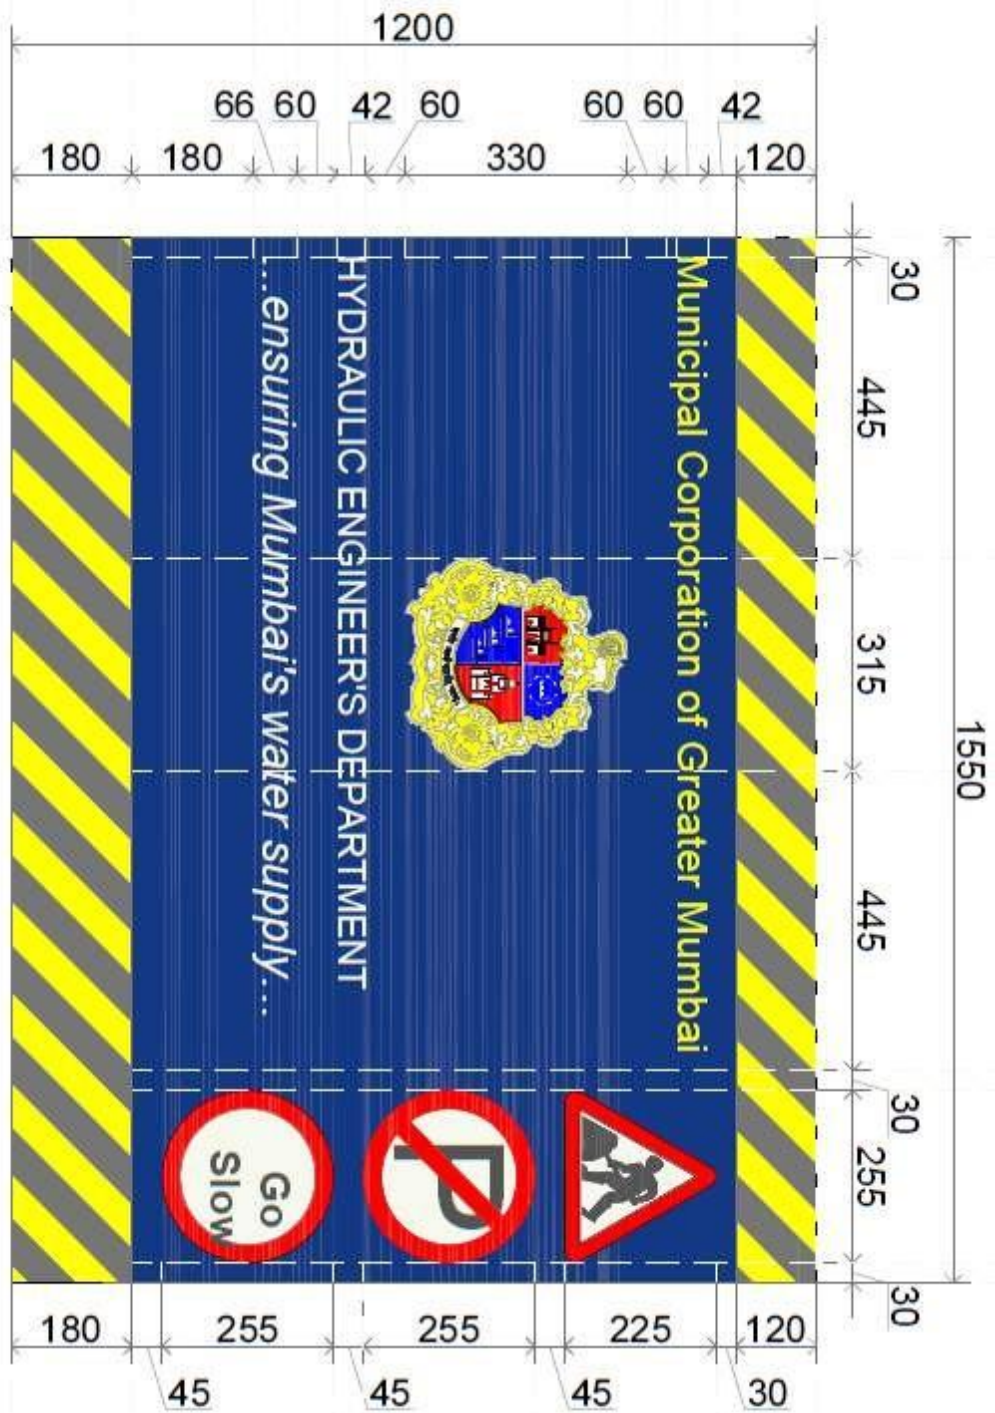 1200
66 60 42 60 60 60 42
180 180 330 120
Municipal Corporation of Greater Mumbai
HYDRAULIC ENGINEER'S DEPARTMENT
...ensuring Mumbai's water supply...
P
Go
Slow
30
445
315
445
30
255
30
1550
180 255 255 225 120
45 45 45 30